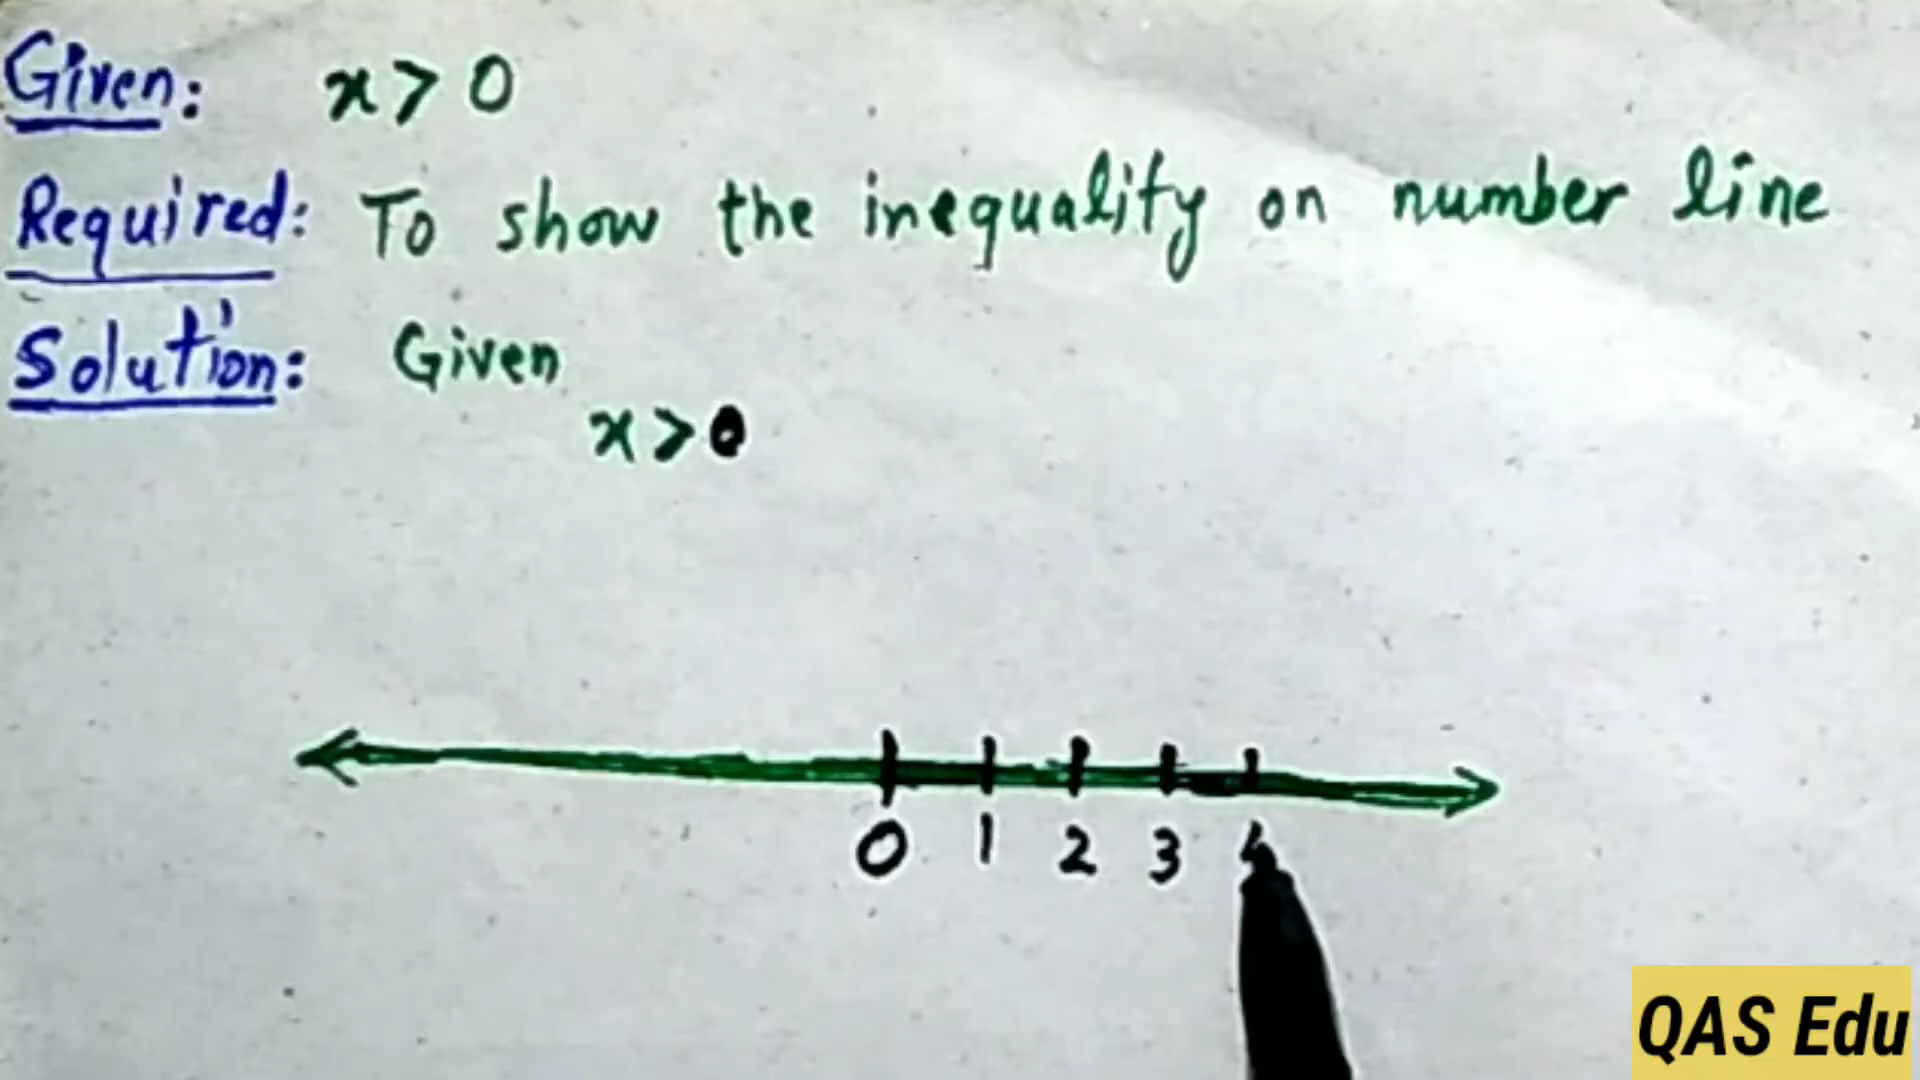 Given: x > 0
Required: To show the inequality on number line
Solution: Given
x > 0
0 1 2 3 4
QAS Edu